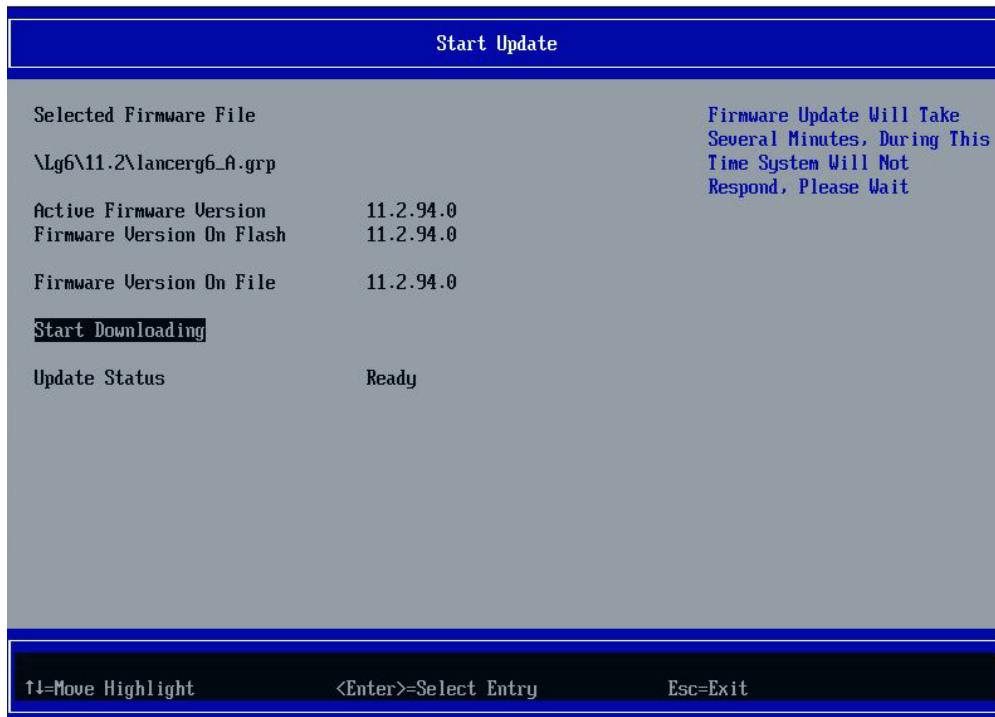 Start Update
Selected Firmware File
\Lg6\11.2\lancerg6_A.grp
Active Firmware Version 11.2.94.0
Firmware Version On Flash 11.2.94.0
Firmware Version On File 11.2.94.0
Start Downloading
Update Status Ready
Firmware Update Will Take
Several Minutes, During This
Time System Will Not
Respond, Please Wait
↑↓=Move Highlight <Enter>=Select Entry Esc=Exit